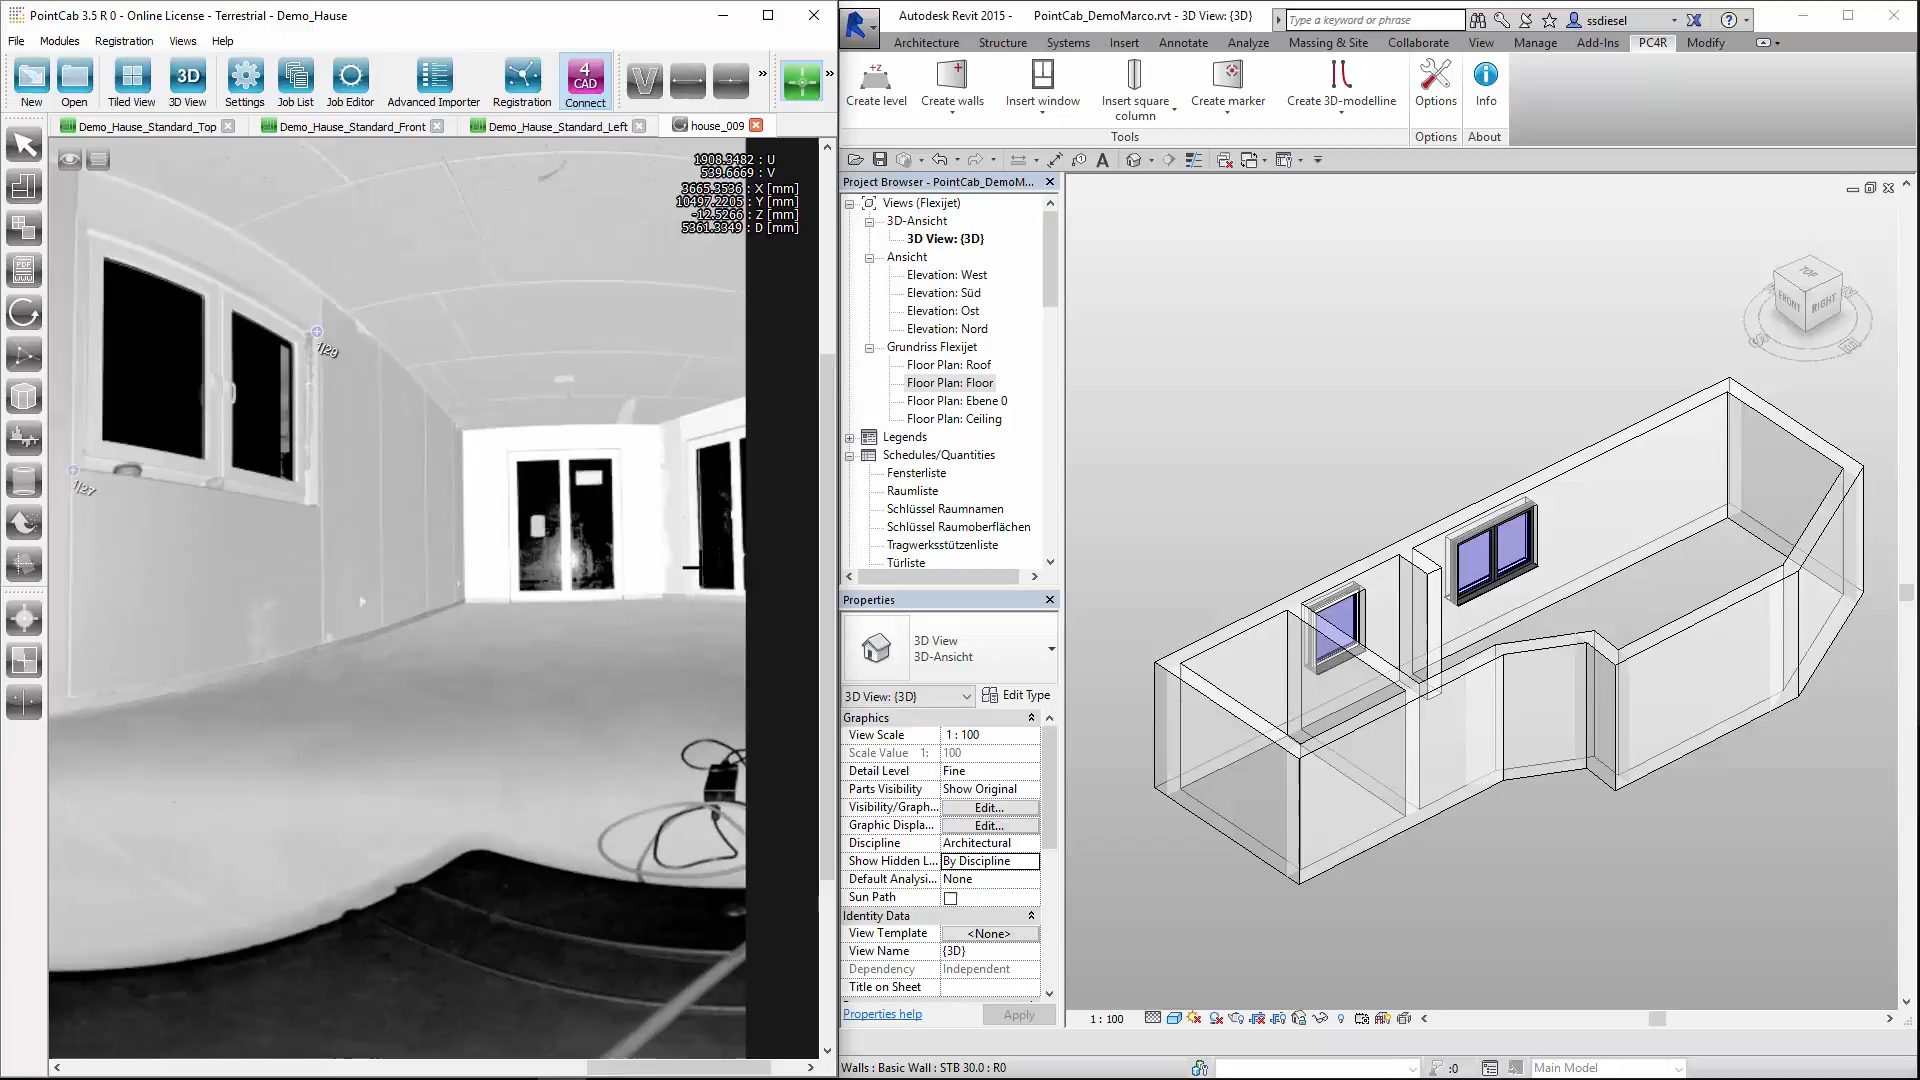 PointCab 3.5 R 0 - Online License - Terrestrial - Demo_Hause
File Modules Registration Views Help
New Open Tiled View 3D View Settings Job List Job Editor Advanced Importer Registration Connect
3D
4 CAD
Demo_Hause_Standard_Top Demo_Hause_Standard_Front Demo_Hause_Standard_Left house_009
1908.3482 : U
539.6669 : V
3665.3536 : X [mm]
10497.2205 : Y [mm]
-12.5266 : Z [mm]
5361.3349 : D [mm]
1/29
1/27
PDF
Autodesk Revit 2015 - PointCab_DemoMarco.rvt - 3D View: {3D}
Type a keyword or phrase
ssdiesel
Architecture Structure Systems Insert Annotate Analyze Massing & Site Collaborate View Manage Add-Ins PC4R Modify
Create level Create walls Insert window Insert square column Create marker Create 3D-modelline Options Info
Tools Options About
Project Browser - PointCab_DemoM...
Views (Flexijet)
3D-Ansicht
3D View: {3D}
Ansicht
Elevation: West
Elevation: Süd
Elevation: Ost
Elevation: Nord
Grundriss Flexijet
Floor Plan: Roof
Floor Plan: Floor
Floor Plan: Ebene 0
Floor Plan: Ceiling
Legends
Schedules/Quantities
Fensterliste
Raumliste
Schlüssel Raumnamen
Schlüssel Raumoberflächen
Tragwerksstützenliste
Türliste
Properties
3D View
3D-Ansicht
3D View: {3D} Edit Type
Graphics
View Scale 1 : 100
Scale Value 1: 100
Detail Level Fine
Parts Visibility Show Original
Visibility/Graph... Edit...
Graphic Displa... Edit...
Discipline Architectural
Show Hidden L... By Discipline
Default Analysi... None
Sun Path
Identity Data
View Template <None>
View Name {3D}
Dependency Independent
Title on Sheet
Properties help Apply
TOP
FRONT RIGHT
1 : 100
Walls : Basic Wall : STB 30.0 : R0
:0 Main Model